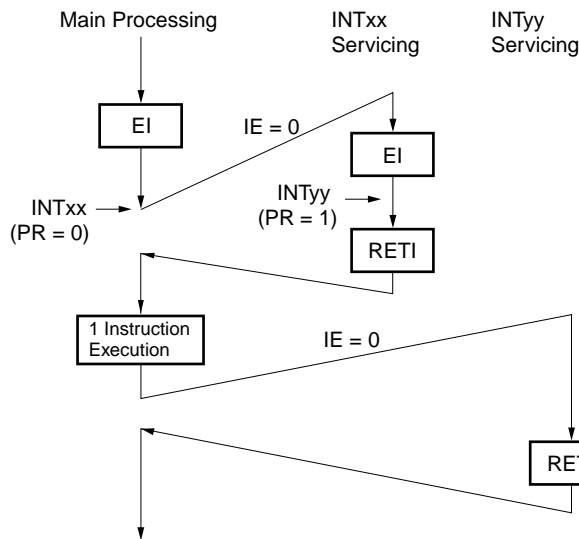 Main Processing
INTxx
Servicing
INTyy
Servicing
EI
IE = 0
EI
INTxx
(PR = 0)
INTyy
(PR = 1)
RETI
1 Instruction
Execution
IE = 0
RET